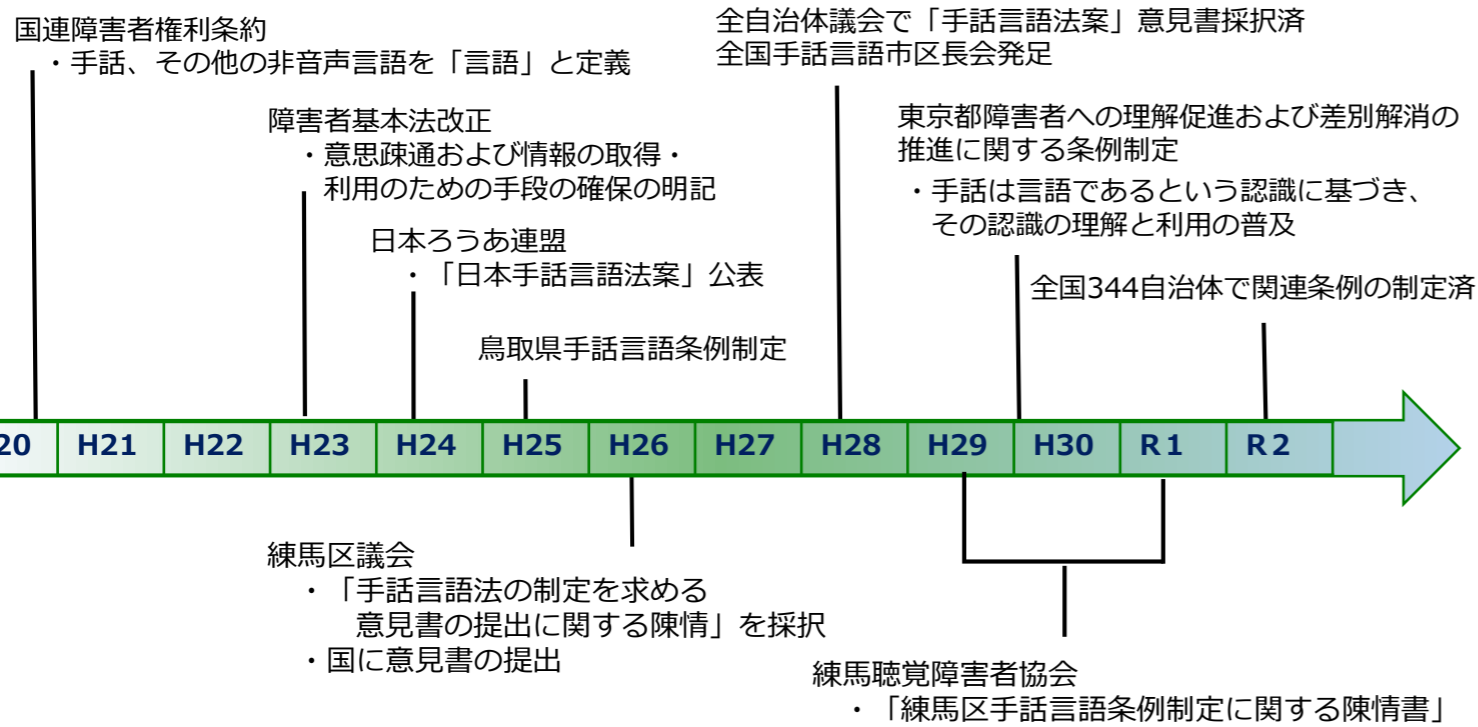 国連障害者権利条約
・手話、その他の非音声言語を「言語」と定義
全自治体議会で「手話言語法案」意見書採択済
全国手話言語市区長会発足
障害者基本法改正
・意思疎通および情報の取得・
利用のための手段の確保の明記
東京都障害者への理解促進および差別解消の
推進に関する条例制定
・手話は言語であるという認識に基づき、
その認識の理解と利用の普及
日本ろうあ連盟
・「日本手話言語法案」公表
全国344自治体で関連条例の制定済
鳥取県手話言語条例制定
20 H21 H22 H23 H24 H25 H26 H27 H28 H29 H30 R1 R2
練馬区議会
・「手話言語法の制定を求める
意見書の提出に関する陳情」を採択
・国に意見書の提出
練馬聴覚障害者協会
・「練馬区手話言語条例制定に関する陳情書」